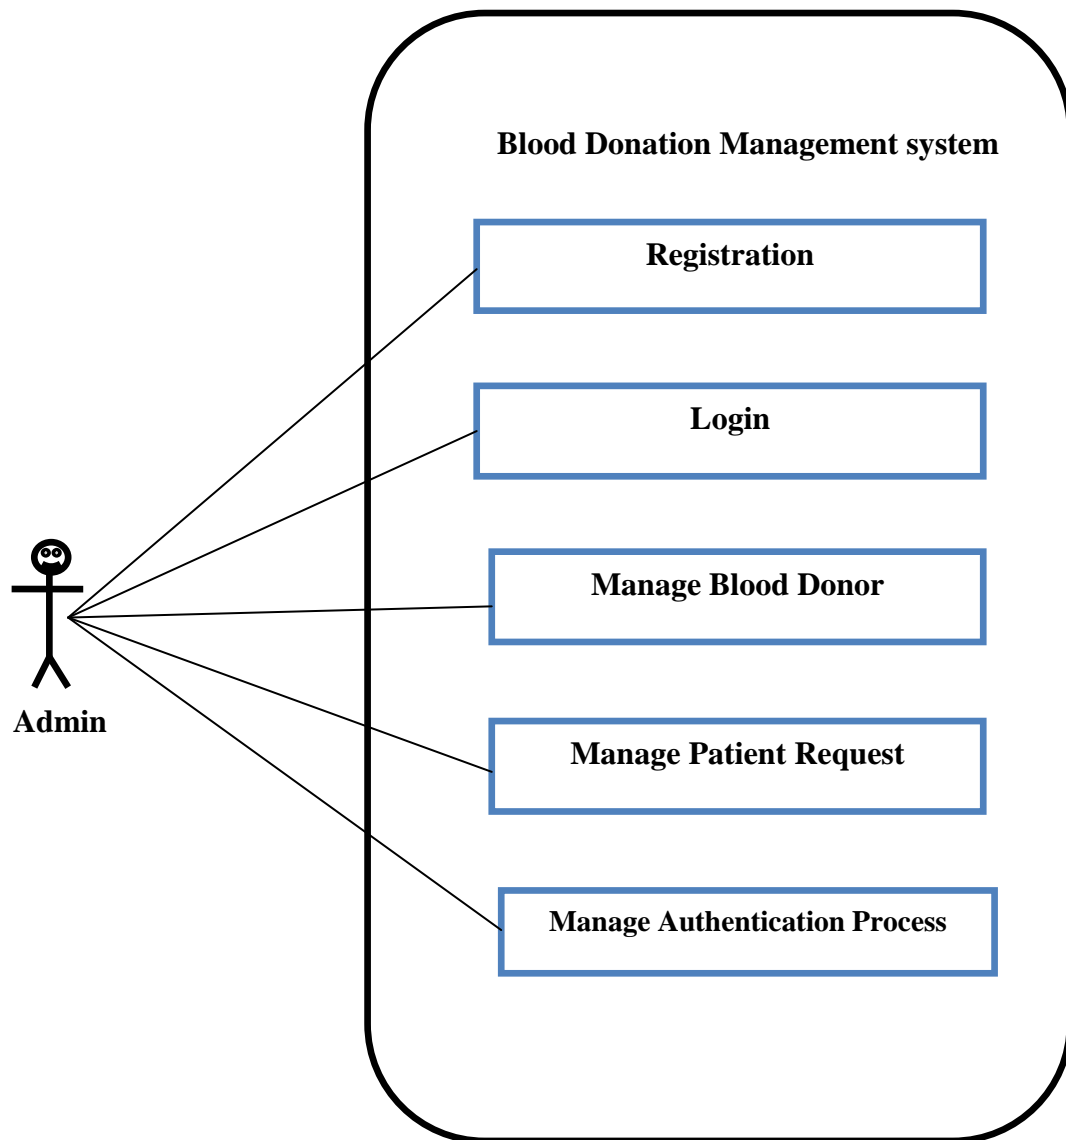 Blood Donation Management system
Registration
Login
Manage Blood Donor
Manage Patient Request
Admin
Manage Authentication Process